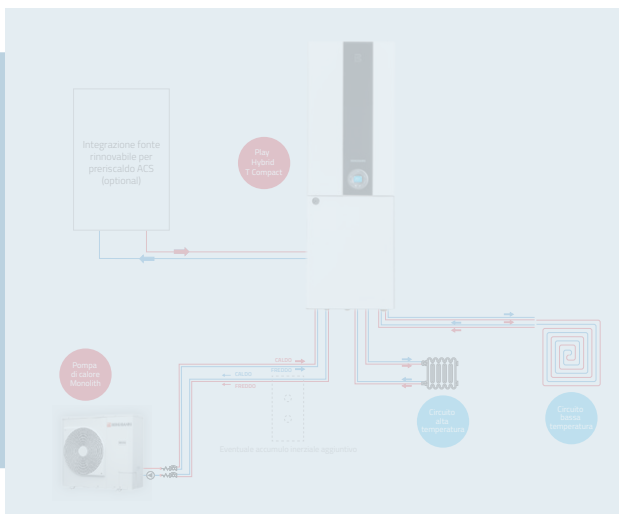 Integrazione fonte
rinnovabile per
preriscaldo ACS
(optional)
Play
Hybrid
T Compact
Pompa
di calore
Monolith
CALDO
FREDDO
CALDO
FREDDO
Eventuale accumulo inerziale aggiuntivo
Circuito
alta
temperatura
Circuito
bassa
temperatura